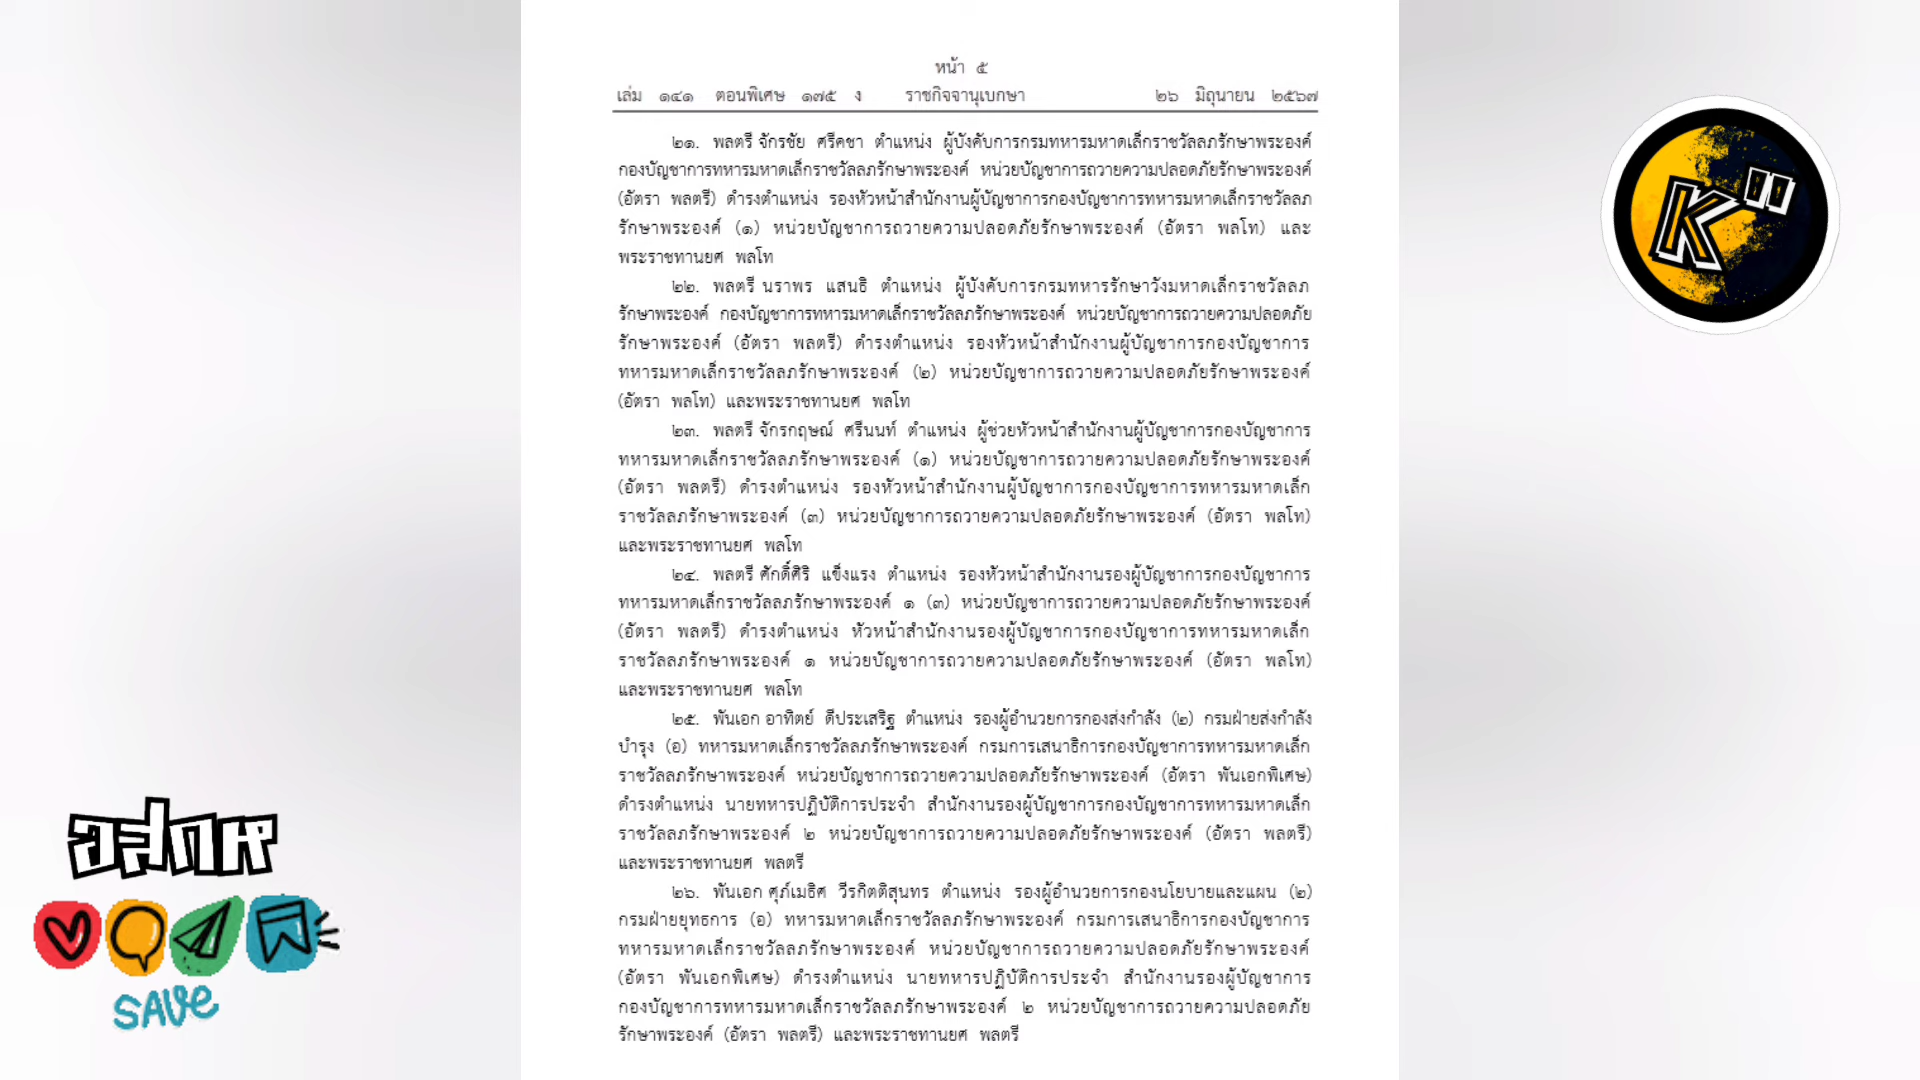 หน้า ๕
เล่ม ๑๔๑ ตอนพิเศษ ๑๗๕ ง ราชกิจจานุเบกษา ๒๖ มิถุนายน ๒๕๖๗
๒๑. พลตรี จักรชัย ศรีคชา ตำแหน่ง ผู้บังคับการกรมทหารมหาดเล็กราชวัลลภรักษาพระองค์
กองบัญชาการทหารมหาดเล็กราชวัลลภรักษาพระองค์ หน่วยบัญชาการถวายความปลอดภัยรักษาพระองค์
(อัตรา พลตรี) ดำรงตำแหน่ง รองหัวหน้าสำนักงานผู้บัญชาการกองบัญชาการทหารมหาดเล็กราชวัลลภ
รักษาพระองค์ (๑) หน่วยบัญชาการถวายความปลอดภัยรักษาพระองค์ (อัตรา พลโท) และ
พระราชทานยศ พลโท
๒๒. พลตรี นราพร แสนธิ ตำแหน่ง ผู้บังคับการกรมทหารรักษาวังมหาดเล็กราชวัลลภ
รักษาพระองค์ กองบัญชาการทหารมหาดเล็กราชวัลลภรักษาพระองค์ หน่วยบัญชาการถวายความปลอดภัย
รักษาพระองค์ (อัตรา พลตรี) ดำรงตำแหน่ง รองหัวหน้าสำนักงานผู้บัญชาการกองบัญชาการ
ทหารมหาดเล็กราชวัลลภรักษาพระองค์ (๒) หน่วยบัญชาการถวายความปลอดภัยรักษาพระองค์
(อัตรา พลโท) และพระราชทานยศ พลโท
๒๓. พลตรี จักรกฤษณ์ ศรีนนท์ ตำแหน่ง ผู้ช่วยหัวหน้าสำนักงานผู้บัญชาการกองบัญชาการ
ทหารมหาดเล็กราชวัลลภรักษาพระองค์ (๑) หน่วยบัญชาการถวายความปลอดภัยรักษาพระองค์
(อัตรา พลตรี) ดำรงตำแหน่ง รองหัวหน้าสำนักงานผู้บัญชาการกองบัญชาการทหารมหาดเล็ก
ราชวัลลภรักษาพระองค์ (๓) หน่วยบัญชาการถวายความปลอดภัยรักษาพระองค์ (อัตรา พลโท)
และพระราชทานยศ พลโท
๒๔. พลตรี ศักดิ์ศิริ แข็งแรง ตำแหน่ง รองหัวหน้าสำนักงานรองผู้บัญชาการกองบัญชาการ
ทหารมหาดเล็กราชวัลลภรักษาพระองค์ ๑ (๓) หน่วยบัญชาการถวายความปลอดภัยรักษาพระองค์
(อัตรา พลตรี) ดำรงตำแหน่ง หัวหน้าสำนักงานรองผู้บัญชาการกองบัญชาการทหารมหาดเล็ก
ราชวัลลภรักษาพระองค์ ๑ หน่วยบัญชาการถวายความปลอดภัยรักษาพระองค์ (อัตรา พลโท)
และพระราชทานยศ พลโท
๒๕. พันเอก อาทิตย์ ดีประเสริฐ ตำแหน่ง รองผู้อำนวยการกองส่งกำลัง (๒) กรมฝ่ายส่งกำลัง
บำรุง (อ) ทหารมหาดเล็กราชวัลลภรักษาพระองค์ กรมการเสนาธิการกองบัญชาการทหารมหาดเล็ก
ราชวัลลภรักษาพระองค์ หน่วยบัญชาการถวายความปลอดภัยรักษาพระองค์ (อัตรา พันเอกพิเศษ)
ดำรงตำแหน่ง นายทหารปฏิบัติการประจำ สำนักงานรองผู้บัญชาการกองบัญชาการทหารมหาดเล็ก
ราชวัลลภรักษาพระองค์ ๒ หน่วยบัญชาการถวายความปลอดภัยรักษาพระองค์ (อัตรา พลตรี)
และพระราชทานยศ พลตรี
๒๖. พันเอก ศุภ์เมธิศ วีรกิตติสุนทร ตำแหน่ง รองผู้อำนวยการกองนโยบายและแผน (๒)
กรมฝ่ายยุทธการ (อ) ทหารมหาดเล็กราชวัลลภรักษาพระองค์ กรมการเสนาธิการกองบัญชาการ
ทหารมหาดเล็กราชวัลลภรักษาพระองค์ หน่วยบัญชาการถวายความปลอดภัยรักษาพระองค์
(อัตรา พันเอกพิเศษ) ดำรงตำแหน่ง นายทหารปฏิบัติการประจำ สำนักงานรองผู้บัญชาการ
กองบัญชาการทหารมหาดเล็กราชวัลลภรักษาพระองค์ ๒ หน่วยบัญชาการถวายความปลอดภัย
รักษาพระองค์ (อัตรา พลตรี) และพระราชทานยศ พลตรี
K"
อสกห
SAVe